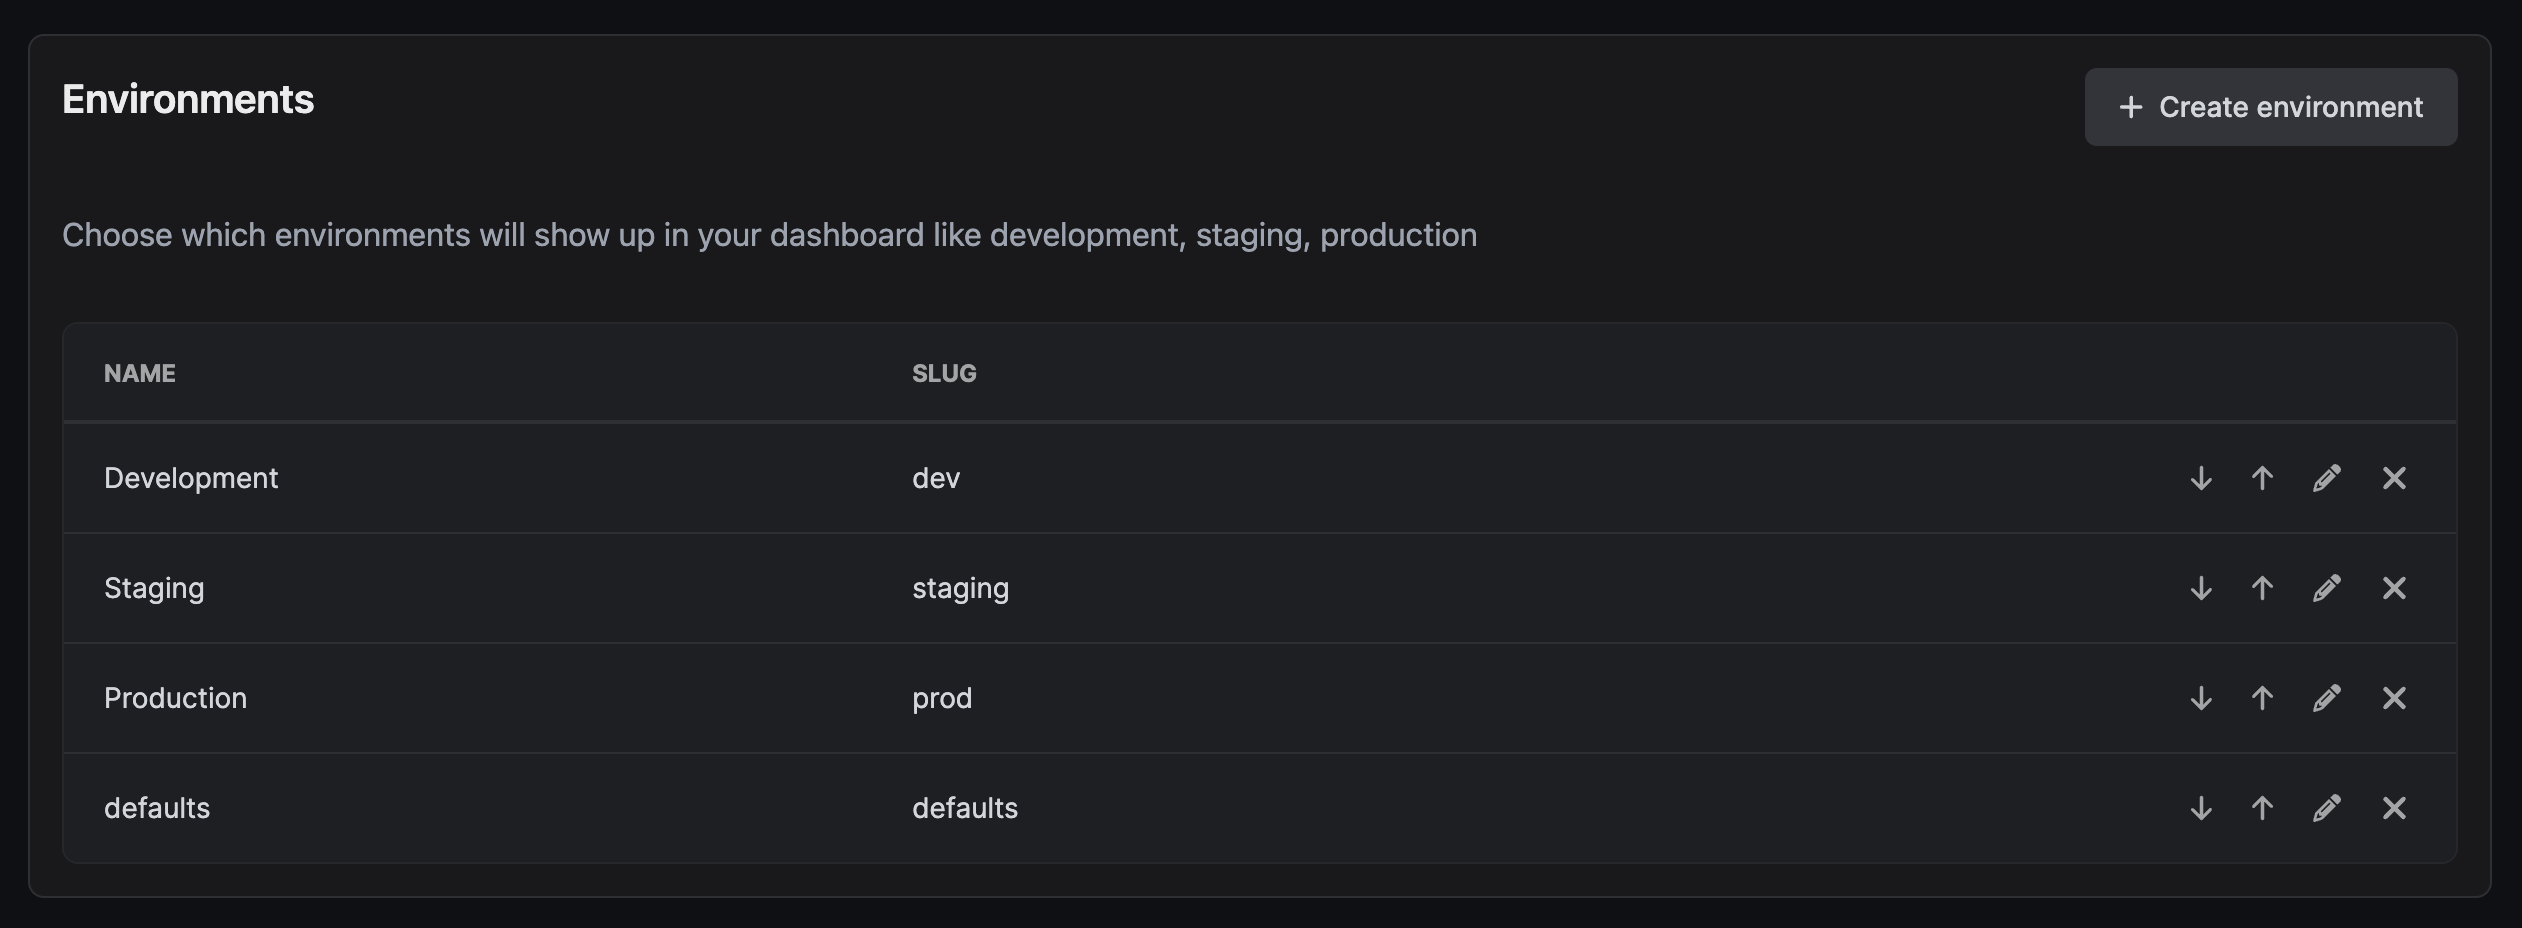 Environments
+ Create environment
Choose which environments will show up in your dashboard like development, staging, production
NAME SLUG
Development dev
Staging staging
Production prod
defaults defaults